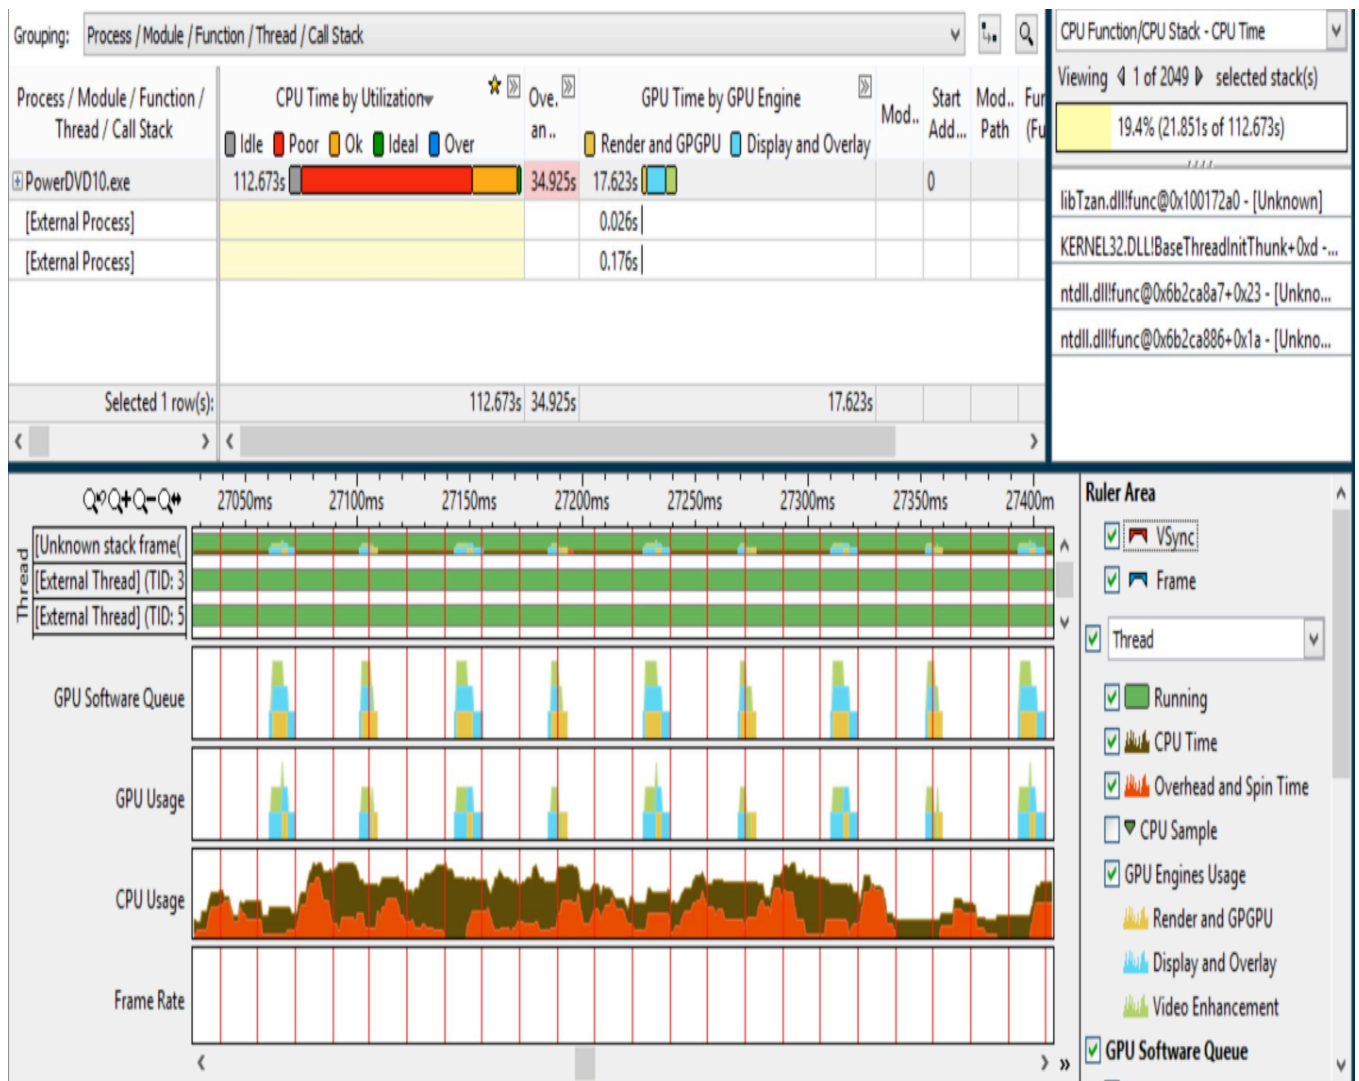 Grouping: Process / Module / Function / Thread / Call Stack
CPU Function/CPU Stack - CPU Time
Viewing 1 of 2049 selected stack(s)
19.4% (21.851s of 112.673s)
libTzan.dll!func@0x100172a0 - [Unknown]
KERNEL32.DLL!BaseThreadInitThunk+0xd -...
ntdll.dll!func@0x6b2ca8a7+0x23 - [Unkno...
ntdll.dll!func@0x6b2ca886+0x1a - [Unkno...
Process / Module / Function /
Thread / Call Stack
CPU Time by Utilization
Idle Poor Ok Ideal Over
Ove.
an..
GPU Time by GPU Engine
Render and GPGPU Display and Overlay
Mod..
Start
Add...
Mod..
Path
Fur
(Fu
PowerDVD10.exe 112.673s 34.925s 17.623s 0
[External Process] 0.026s
[External Process] 0.176s
Selected 1 row(s): 112.673s 34.925s 17.623s
27050ms 27100ms 27150ms 27200ms 27250ms 27300ms 27350ms 27400m
Thread
[Unknown stack frame(
[External Thread] (TID: 3
[External Thread] (TID: 5
GPU Software Queue
GPU Usage
CPU Usage
Frame Rate
Ruler Area
VSync
Frame
Thread
Running
CPU Time
Overhead and Spin Time
CPU Sample
GPU Engines Usage
Render and GPGPU
Display and Overlay
Video Enhancement
GPU Software Queue